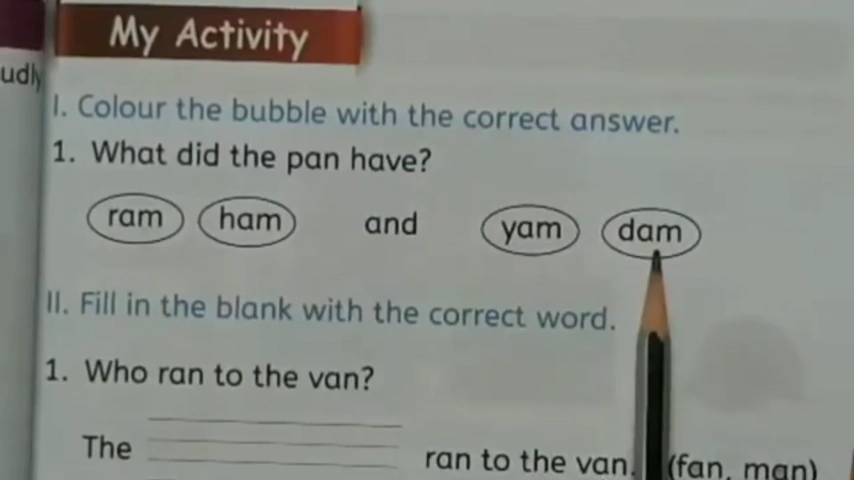 My Activity
udly
I. Colour the bubble with the correct answer.
1. What did the pan have?
ram ham and yam dam
II. Fill in the blank with the correct word.
1. Who ran to the van?
The ran to the van. (fan, man)